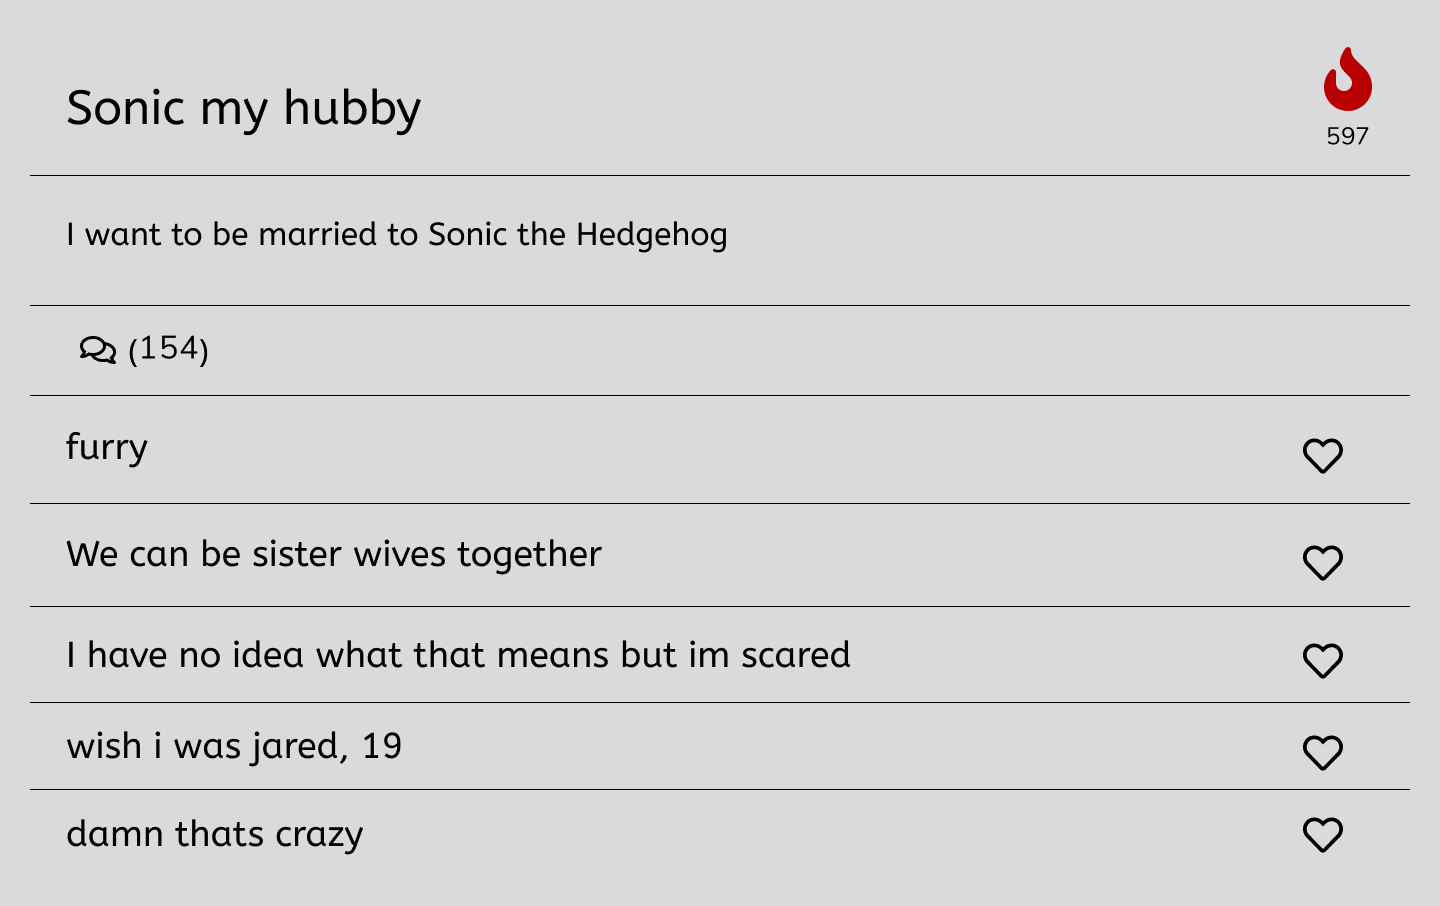 Sonic my hubby
597
I want to be married to Sonic the Hedgehog
(154)
furry
We can be sister wives together
I have no idea what that means but im scared
wish i was jared, 19
damn thats crazy